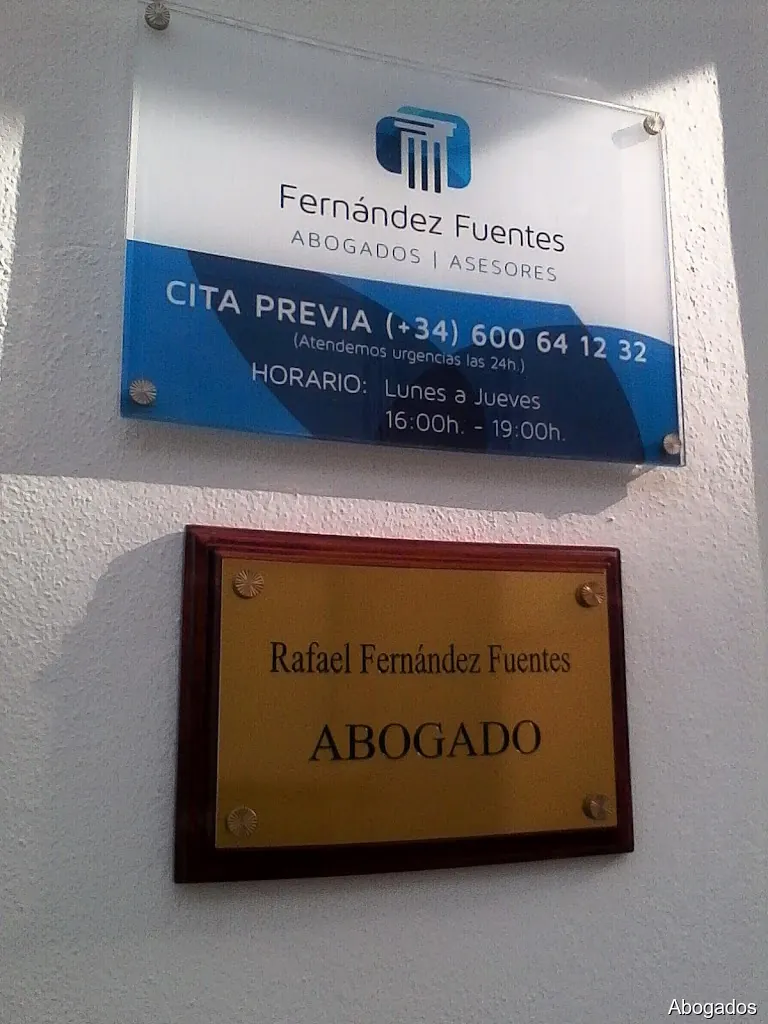 Fernández Fuentes
ABOGADOS | ASESORES
CITA PREVIA (+34) 600 64 12 32
(Atendemos urgencias las 24h.)
HORARIO: Lunes a Jueves
16:00h. - 19:00h.
Rafael Fernández Fuentes
ABOGADO
Abogados